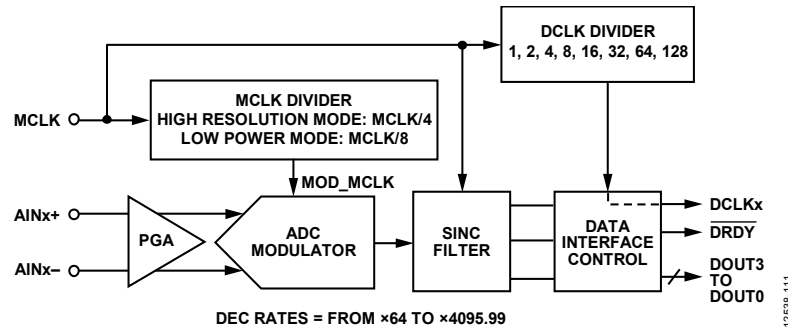 DCLK DIVIDER
1, 2, 4, 8, 16, 32, 64, 128
MCLK
MCLK DIVIDER
HIGH RESOLUTION MODE: MCLK/4
LOW POWER MODE: MCLK/8
MOD_MCLK
AINx+
AINx–
PGA
ADC
MODULATOR
SINC
FILTER
DATA
INTERFACE
CONTROL
DCLKx
DRDY
DOUT3
TO
DOUT0
DEC RATES = FROM ×64 TO ×4095.99
12538-111